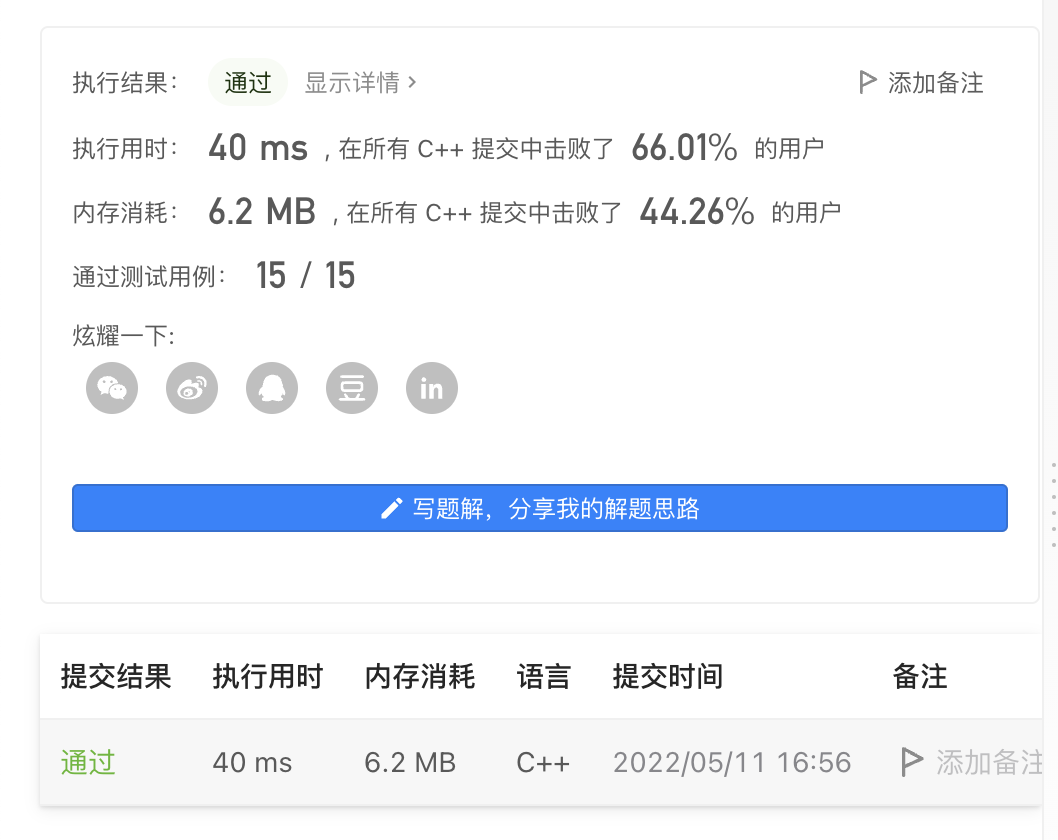 执行结果： 通过 显示详情 > 添加备注
执行用时： 40 ms , 在所有 C++ 提交中击败了 66.01% 的用户
内存消耗： 6.2 MB , 在所有 C++ 提交中击败了 44.26% 的用户
通过测试用例： 15 / 15
炫耀一下:
豆 in
写题解，分享我的解题思路
提交结果 执行用时 内存消耗 语言 提交时间 备注
通过 40 ms 6.2 MB C++ 2022/05/11 16:56 添加备注